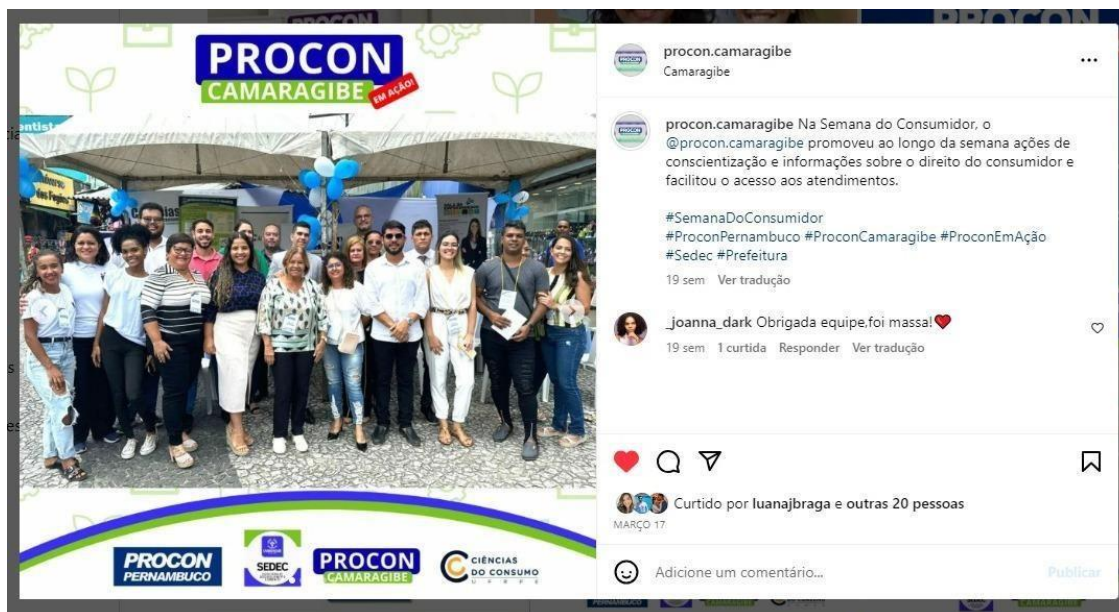 PROCON
PROCON
CAMARAGIBE
EM AÇÃO!
procon.camaragibe
Camaragibe
procon.camaragibe Na Semana do Consumidor, o
@procon.camaragibe promoveu ao longo da semana ações de
conscientização e informações sobre o direito do consumidor e
facilitou o acesso aos atendimentos.
#SemanaDoConsumidor
#ProconPernambuco #ProconCamaragibe #ProconEmAção
#Sedec #Prefeitura
19 sem Ver tradução
_joanna_dark Obrigada equipe,foi massa!❤
19 sem 1 curtida Responder Ver tradução
Curtido por luanajbraga e outras 20 pessoas
MARÇO 17
Adicione um comentário...
Publicar
PROCON
PERNAMBUCO
SEDEC
PROCON
CAMARAGIBE
CIÊNCIAS
DO CONSUMO
UFRPE